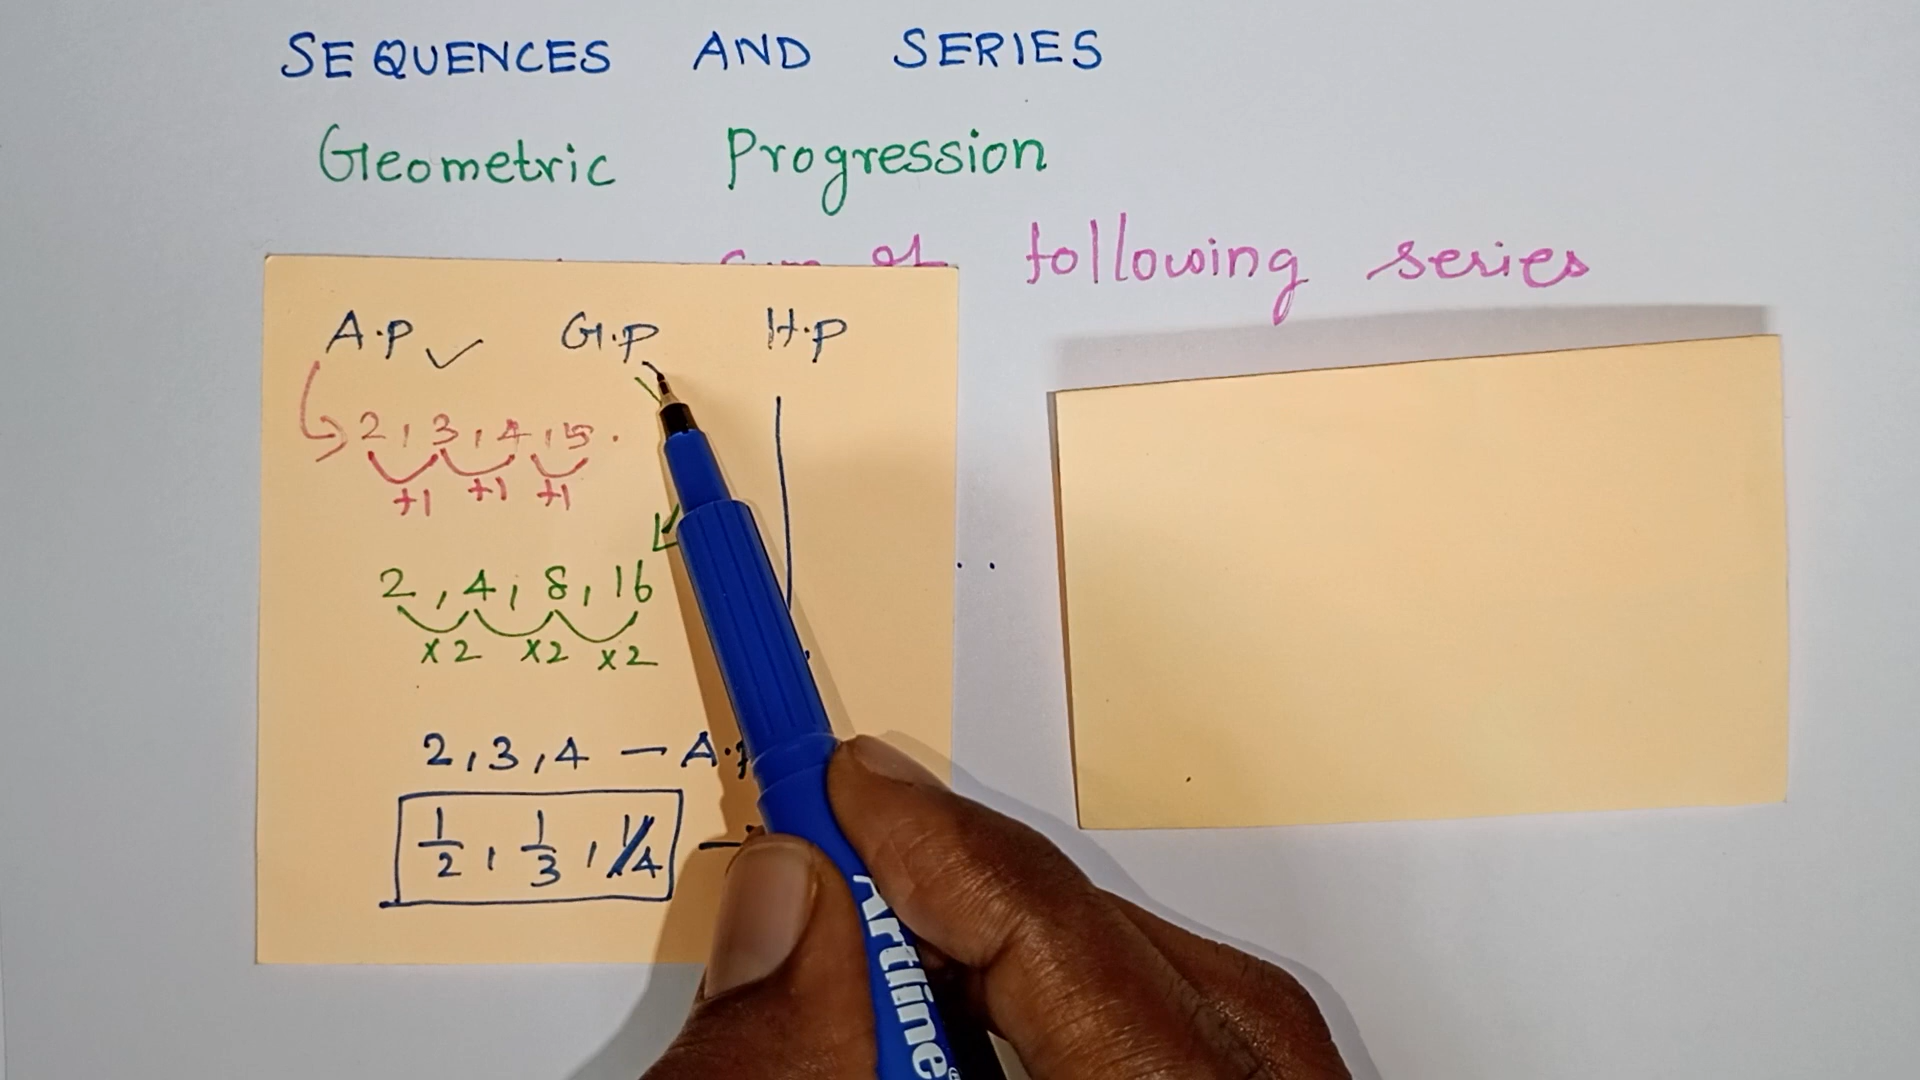 SEQUENCES AND SERIES
Geometric Progression
following series
A.P G.P H.P
2, 3, 4, 5.
+1 +1 +1
2, 4, 8, 16
x2 x2 x2
2, 3, 4 — A.
1/2, 1/3, 1/4 —
Artline